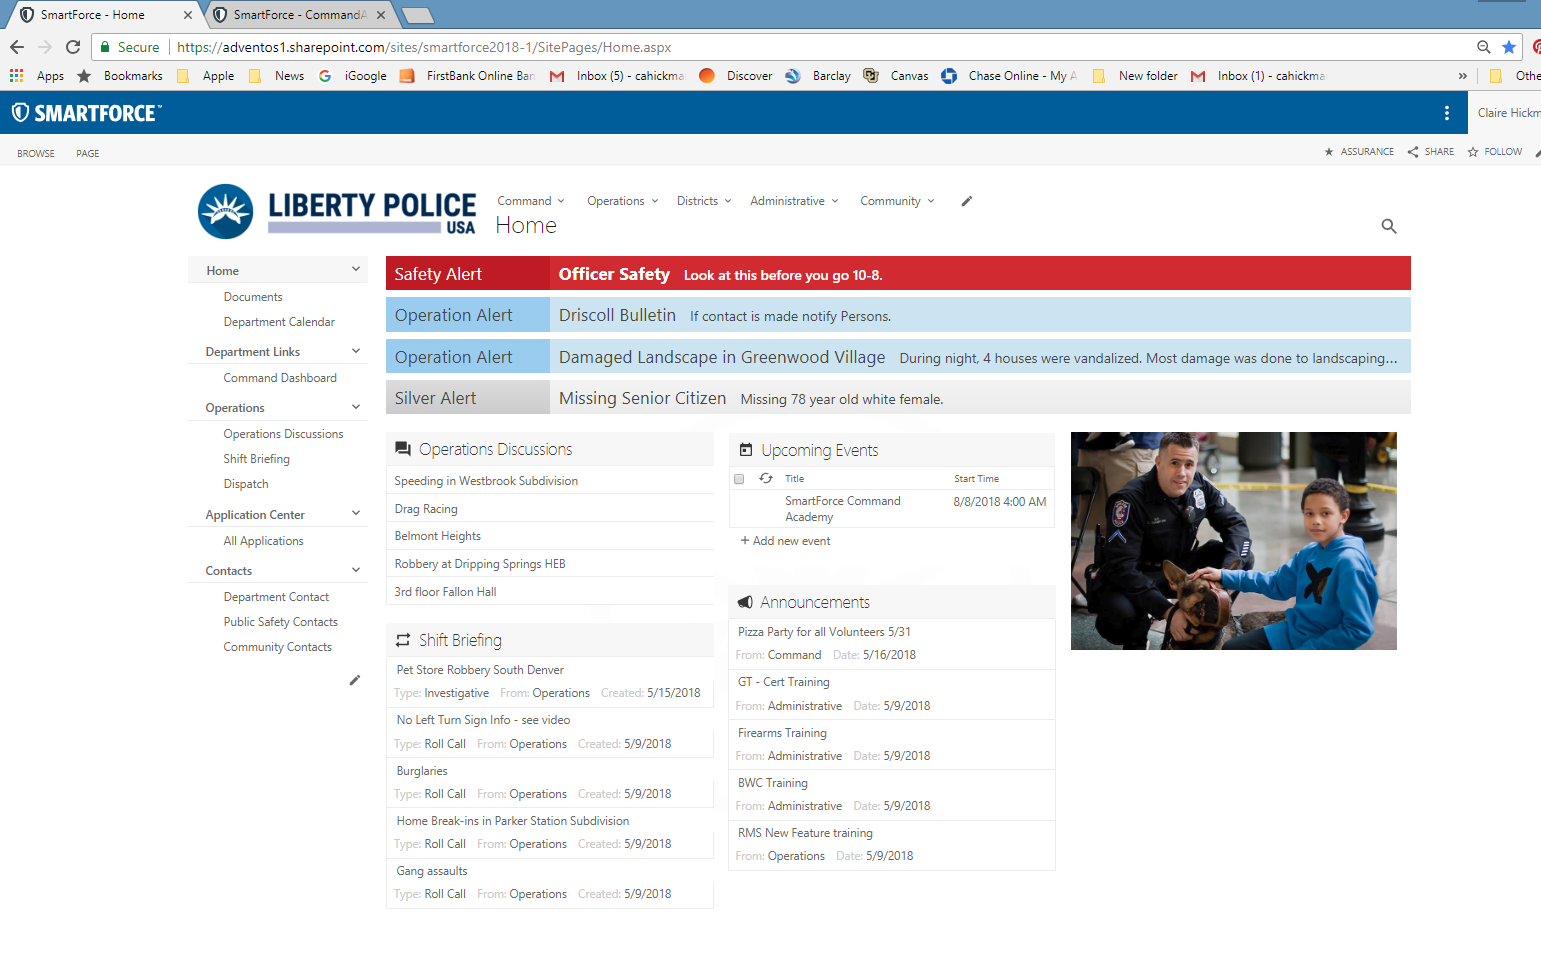 SmartForce - Home
SmartForce - CommandA
Secure
https://adventos1.sharepoint.com/sites/smartforce2018-1/SitePages/Home.aspx
Apps
Bookmarks
Apple
News
iGoogle
FirstBank Online Ban
Inbox (5) - cahickma
Discover
Barclay
Canvas
Chase Online - My A
New folder
Inbox (1) - cahickma
»
Othe
SMARTFORCE™
Claire Hickm
BROWSE
PAGE
ASSURANCE
SHARE
FOLLOW
LIBERTY POLICE
USA
Command
Operations
Districts
Administrative
Community
Home
Home
Documents
Department Calendar
Department Links
Command Dashboard
Operations
Operations Discussions
Shift Briefing
Dispatch
Application Center
All Applications
Contacts
Department Contact
Public Safety Contacts
Community Contacts
Safety Alert
Officer Safety Look at this before you go 10-8.
Operation Alert
Driscoll Bulletin If contact is made notify Persons.
Operation Alert
Damaged Landscape in Greenwood Village During night, 4 houses were vandalized. Most damage was done to landscaping...
Silver Alert
Missing Senior Citizen Missing 78 year old white female.
Operations Discussions
Speeding in Westbrook Subdivision
Drag Racing
Belmont Heights
Robbery at Dripping Springs HEB
3rd floor Fallon Hall
Shift Briefing
Pet Store Robbery South Denver
Type: Investigative From: Operations Created: 5/15/2018
No Left Turn Sign Info - see video
Type: Roll Call From: Operations Created: 5/9/2018
Burglaries
Type: Roll Call From: Operations Created: 5/9/2018
Home Break-ins in Parker Station Subdivision
Type: Roll Call From: Operations Created: 5/9/2018
Gang assaults
Type: Roll Call From: Operations Created: 5/9/2018
Upcoming Events
Title Start Time
SmartForce Command 8/8/2018 4:00 AM
Academy
+ Add new event
Announcements
Pizza Party for all Volunteers 5/31
From: Command Date: 5/16/2018
GT - Cert Training
From: Administrative Date: 5/9/2018
Firearms Training
From: Administrative Date: 5/9/2018
BWC Training
From: Administrative Date: 5/9/2018
RMS New Feature training
From: Operations Date: 5/9/2018